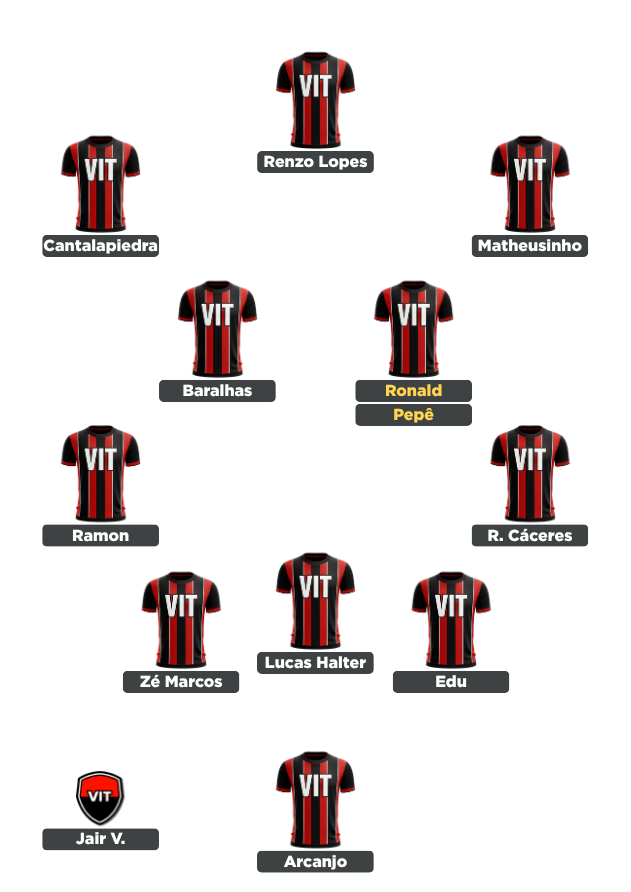 VIT
Renzo Lopes
VIT
Cantalapiedra
VIT
Matheusinho
VIT
Baralhas
VIT
Ronald
Pepê
VIT
Ramon
VIT
R. Cáceres
VIT
Zé Marcos
VIT
Lucas Halter
VIT
Edu
VIT
Jair V.
VIT
Arcanjo